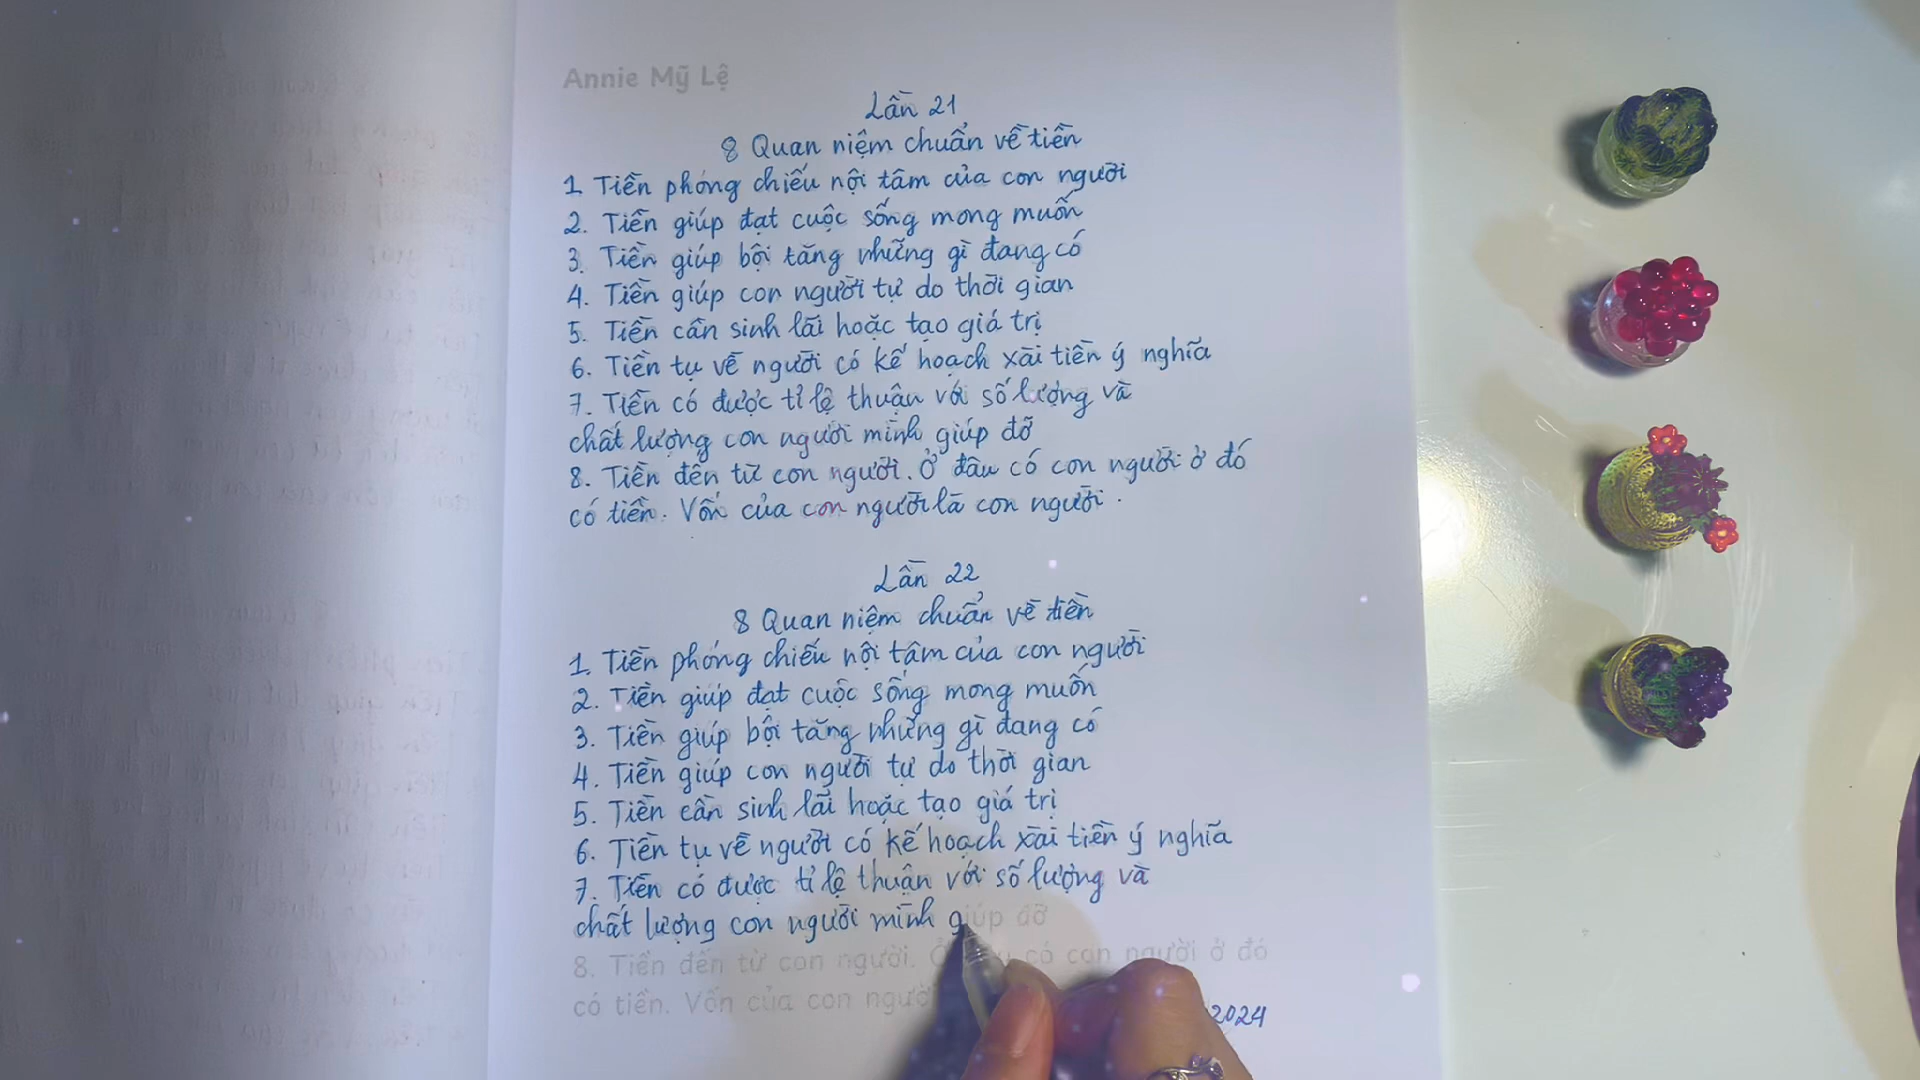 Annie Mỹ Lệ
Lần 21
8 Quan niệm chuẩn về tiền
1. Tiền phóng chiếu nội tâm của con người
2. Tiền giúp đạt cuộc sống mong muốn
3. Tiền giúp bội tăng những gì đang có
4. Tiền giúp con người tự do thời gian
5. Tiền cần sinh lãi hoặc tạo giá trị
6. Tiền tụ về người có kế hoạch xài tiền ý nghĩa
7. Tiền có được tỉ lệ thuận với số lượng và
chất lượng con người mình giúp đỡ
8. Tiền đến từ con người. Ở đâu có con người ở đó
có tiền. Vốn của con người là con người.
Lần 22
8 Quan niệm chuẩn về tiền
1. Tiền phóng chiếu nội tâm của con người
2. Tiền giúp đạt cuộc sống mong muốn
3. Tiền giúp bội tăng những gì đang có
4. Tiền giúp con người tự do thời gian
5. Tiền cần sinh lãi hoặc tạo giá trị
6. Tiền tụ về người có kế hoạch xài tiền ý nghĩa
7. Tiền có được tỉ lệ thuận với số lượng và
chất lượng con người mình giúp đỡ
8. Tiền đến từ con người. có con người ở đó
có tiền. Vốn của con người
2024